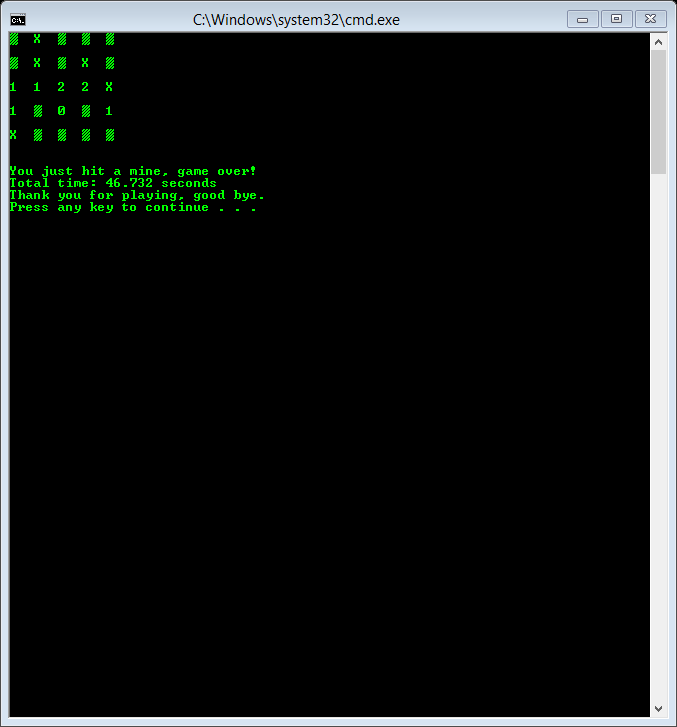 C:\Windows\system32\cmd.exe
▒ X ▒ ▒ ▒
▒ X ▒ X ▒
1 1 2 2 X
1 ▒ 0 ▒ 1
X ▒ ▒ ▒ ▒
You just hit a mine, game over!
Total time: 46.732 seconds
Thank you for playing, good bye.
Press any key to continue . . .